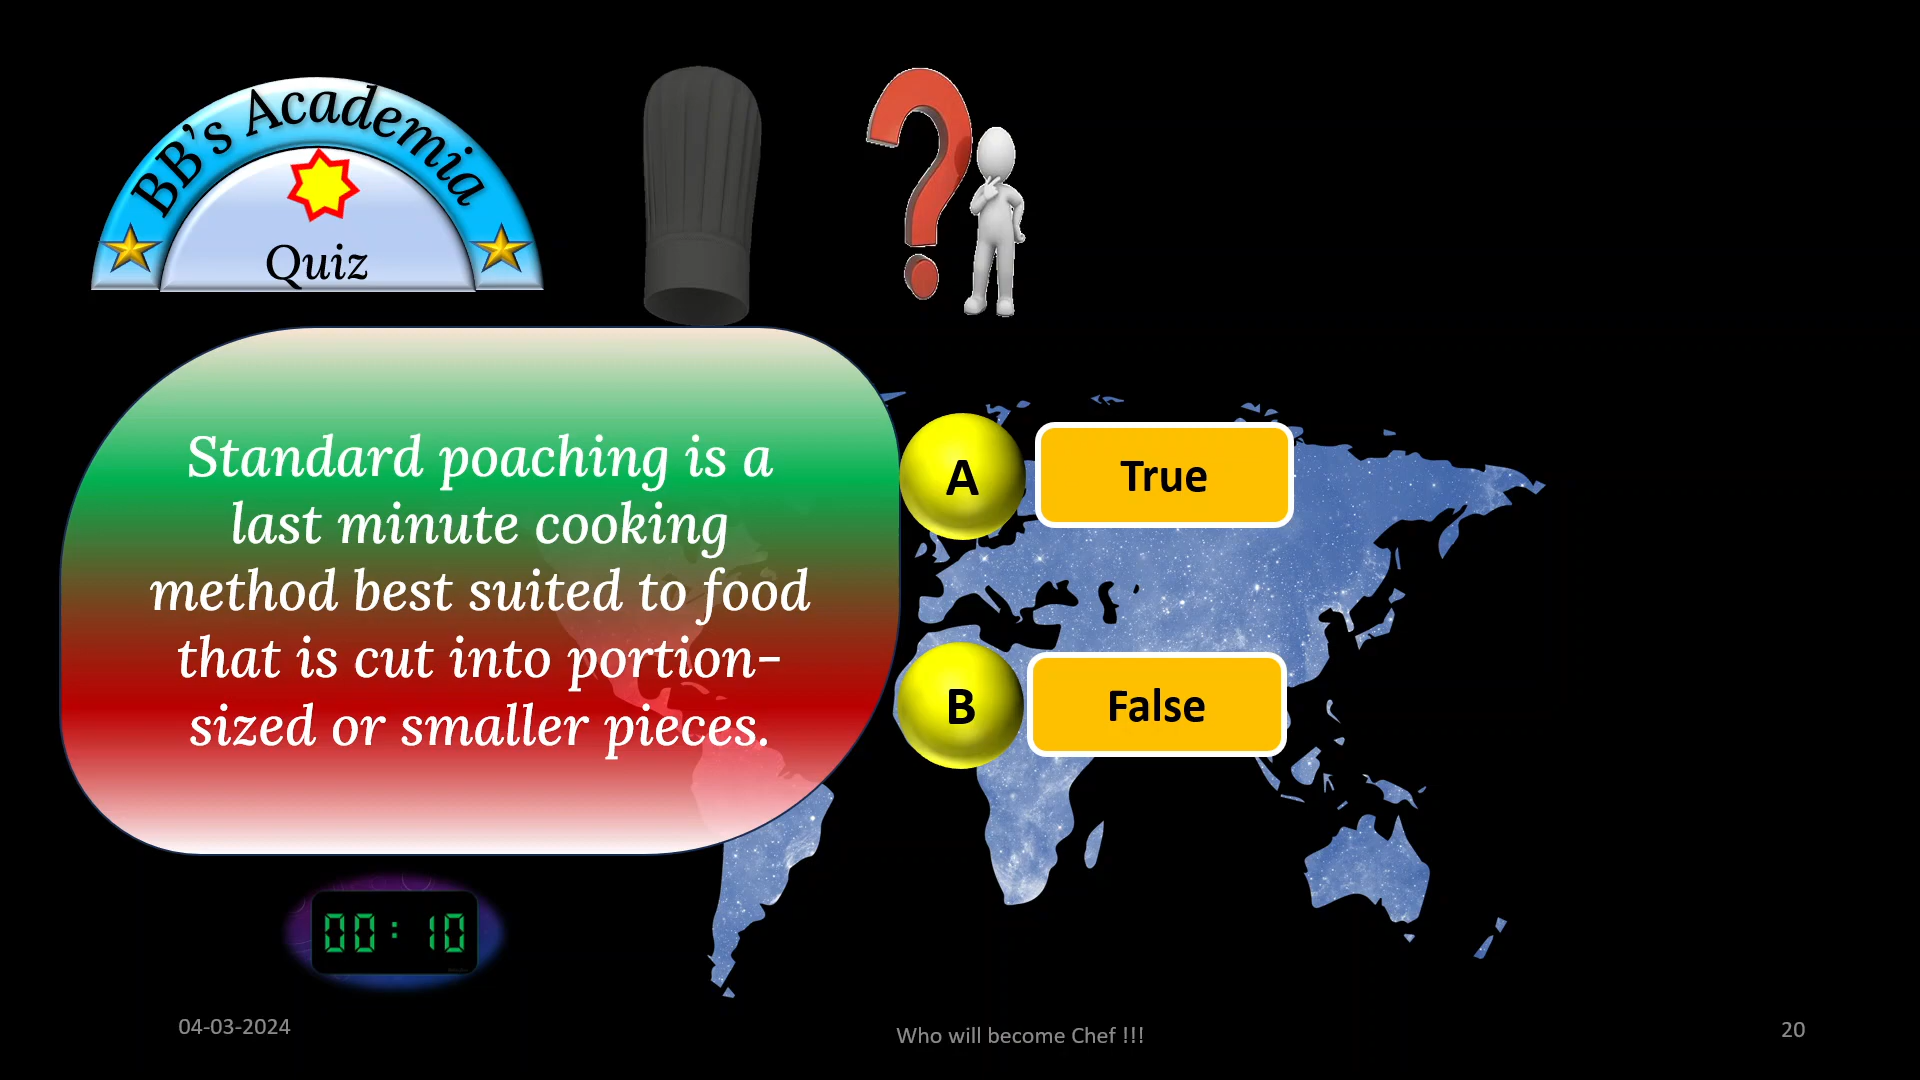 BB's Academia
Quiz
Standard poaching is a
last minute cooking
method best suited to food
that is cut into portion-
sized or smaller pieces.
A
True
B
False
00:10
04-03-2024
Who will become Chef !!!
20